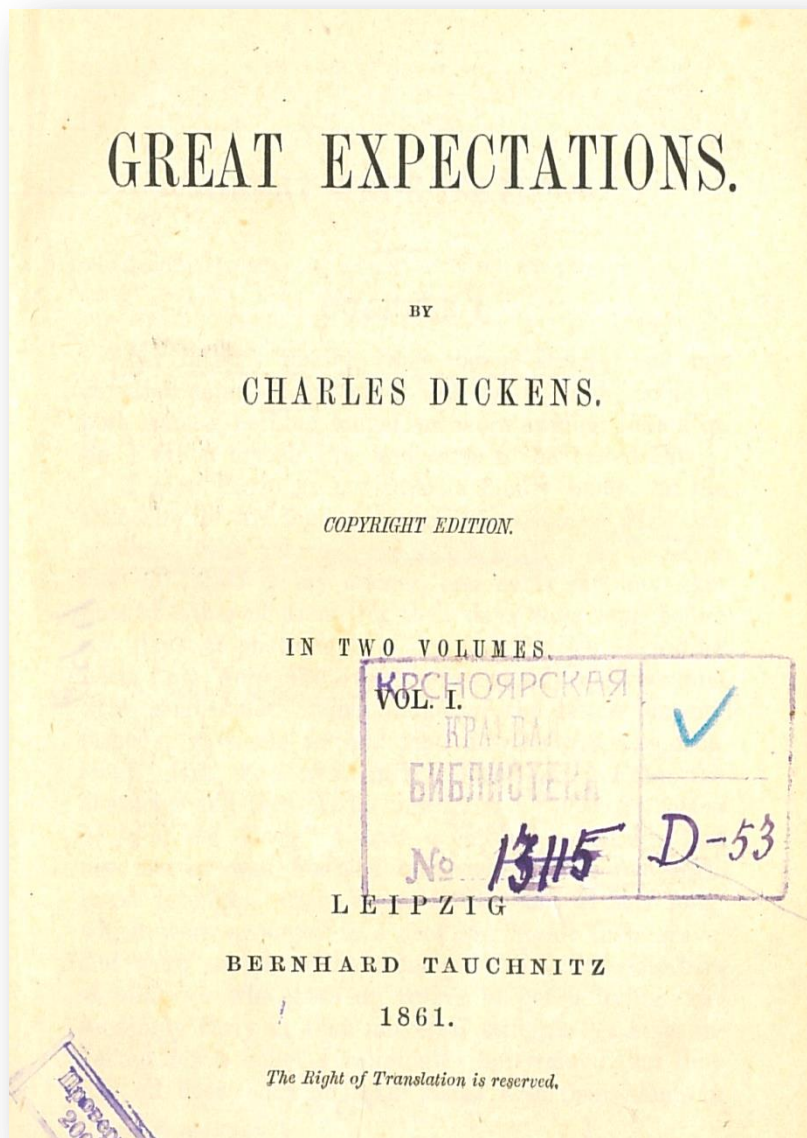 GREAT EXPECTATIONS.
BY
CHARLES DICKENS.
COPYRIGHT EDITION.
IN TWO VOLUMES.
КРСНОЯРСКАЯ
VOL. I.
БИБЛИОТЕКА
№ 13115
D-53
LEIPZIG
BERNHARD TAUCHNITZ
1861.
The Right of Translation is reserved.